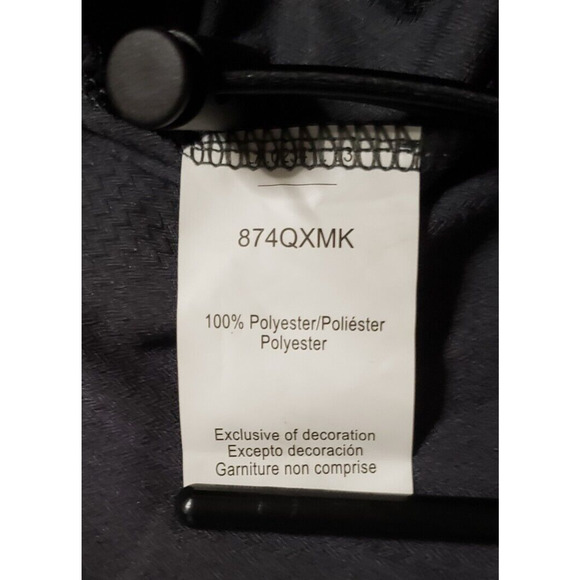 874QXMK
100% Polyester/Poliéster
Polyester
Exclusive of decoration
Excepto decoración
Garniture non comprise